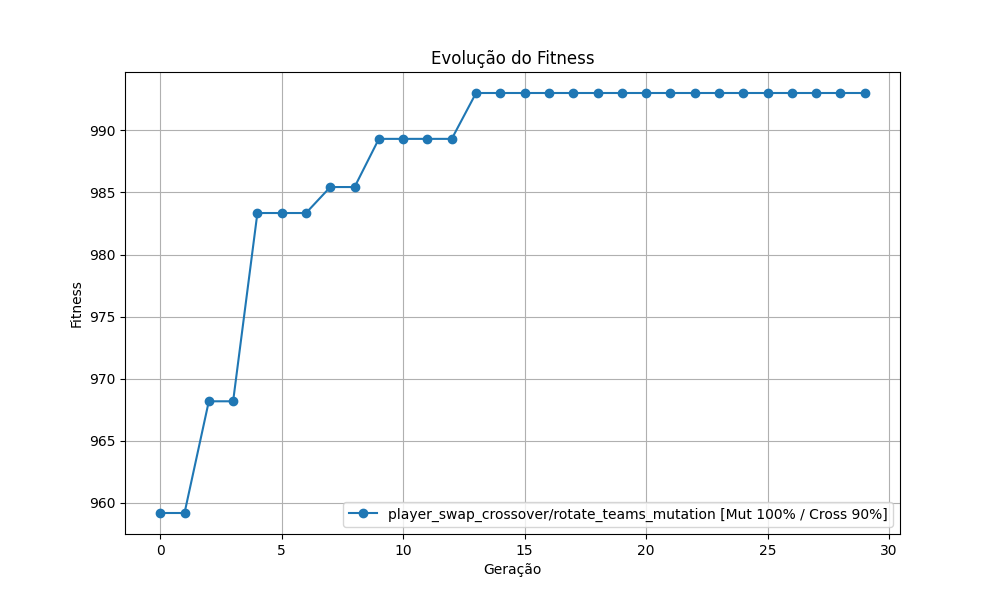 Evolução do Fitness
Fitness
990
985
980
975
970
965
960
0 5 10 15 20 25 30
Geração
player_swap_crossover/rotate_teams_mutation [Mut 100% / Cross 90%]